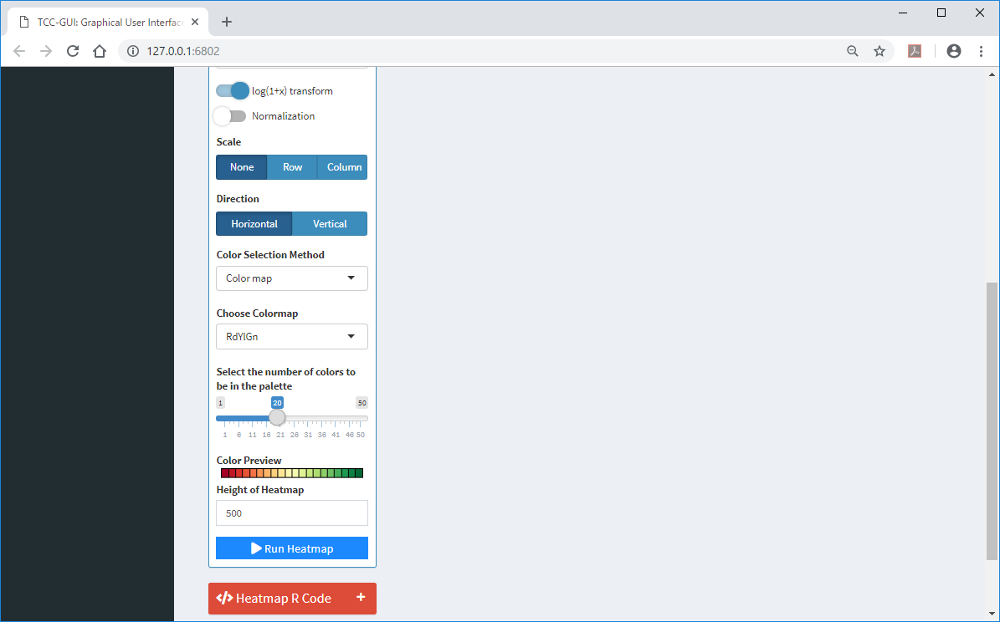 TCC-GUI: Graphical User Interface
127.0.0.1:6802
log(1+x) transform
Normalization
Scale
None Row Column
Direction
Horizontal Vertical
Color Selection Method
Color map
Choose Colormap
RdYlGn
Select the number of colors to
be in the palette
1 20 50
1 6 11 16 21 26 31 36 41 46 50
Color Preview
Height of Heatmap
500
Run Heatmap
</> Heatmap R Code +